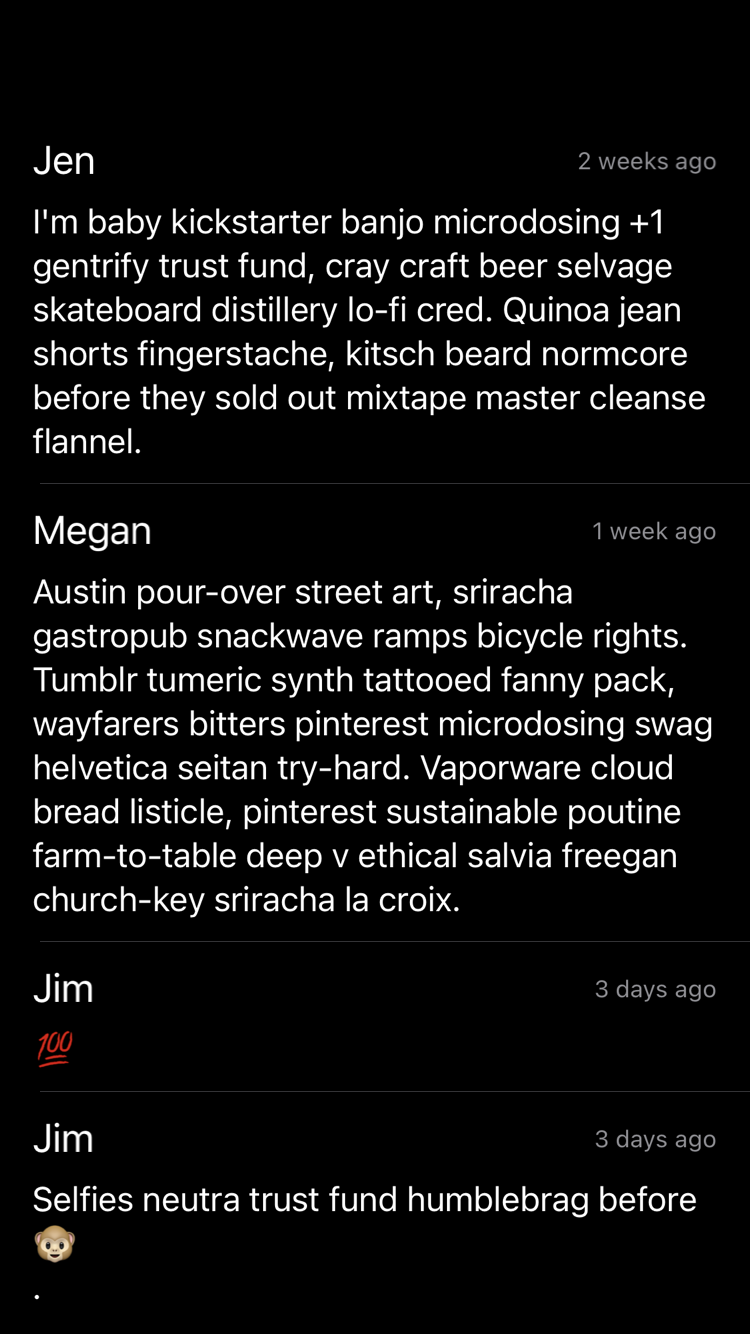 Jen
2 weeks ago
I'm baby kickstarter banjo microdosing +1
gentrify trust fund, cray craft beer selvage
skateboard distillery lo-fi cred. Quinoa jean
shorts fingerstache, kitsch beard normcore
before they sold out mixtape master cleanse
flannel.
Megan
1 week ago
Austin pour-over street art, sriracha
gastropub snackwave ramps bicycle rights.
Tumblr tumeric synth tattooed fanny pack,
wayfarers bitters pinterest microdosing swag
helvetica seitan try-hard. Vaporware cloud
bread listicle, pinterest sustainable poutine
farm-to-table deep v ethical salvia freegan
church-key sriracha la croix.
Jim
3 days ago
💯
Jim
3 days ago
Selfies neutra trust fund humblebrag before
🐵
.